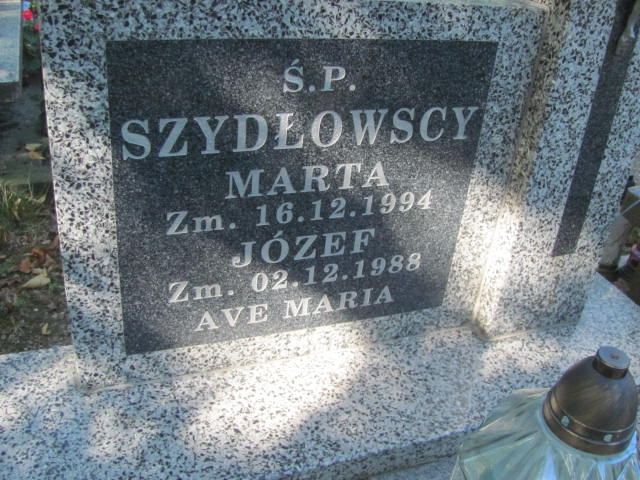 Ś.P.
SZYDŁOWSCY
MARTA
Zm. 16.12.1994
JÓZEF
Zm. 02.12.1988
AVE MARIA